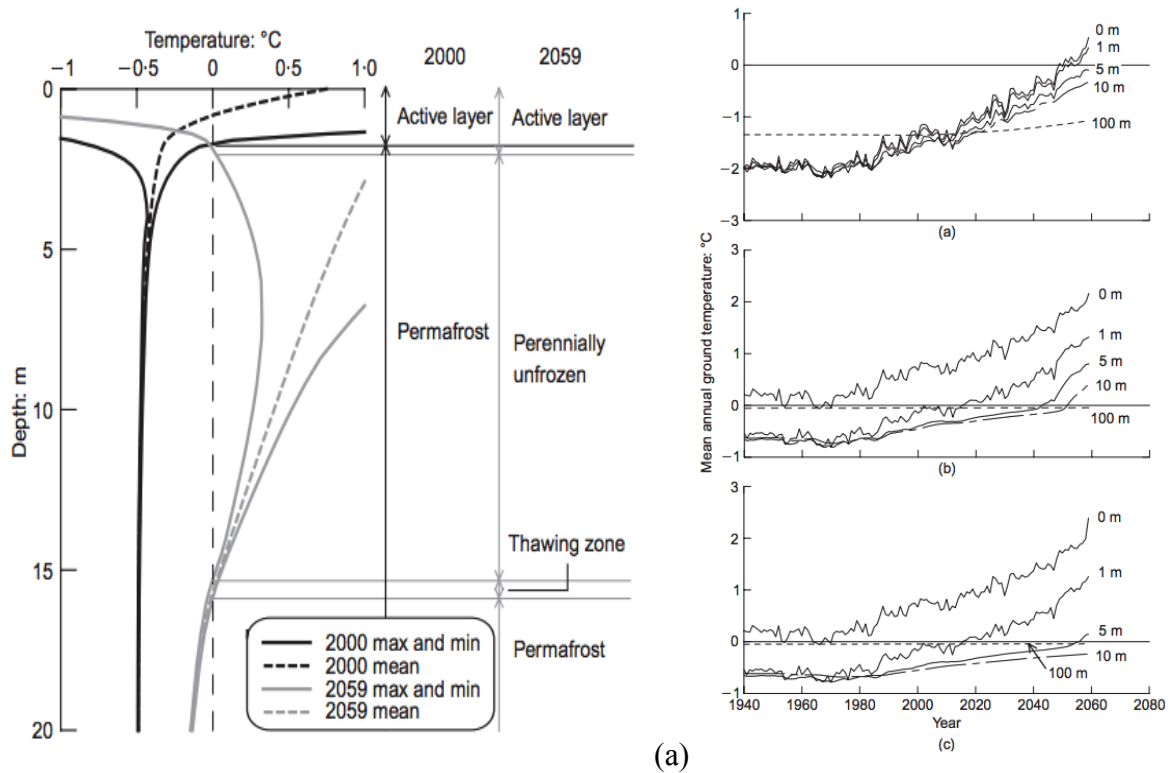 Temperature: °C
−1
−0·5
0
0·5
1·0
2000
2059
0
5
10
15
20
Depth: m
Active layer
Active layer
Permafrost
Perennially
unfrozen
Thawing zone
Permafrost
2000 max and min
2000 mean
2059 max and min
2059 mean
(a)
Mean annual ground temperature: °C
1
0
−1
−2
−3
0 m
1 m
5 m
10 m
100 m
(a)
3
2
1
0
−1
0 m
1 m
5 m
10 m
100 m
(b)
3
2
1
0
−1
0 m
1 m
5 m
10 m
100 m
1940
1960
1980
2000
2020
2040
2060
2080
Year
(c)